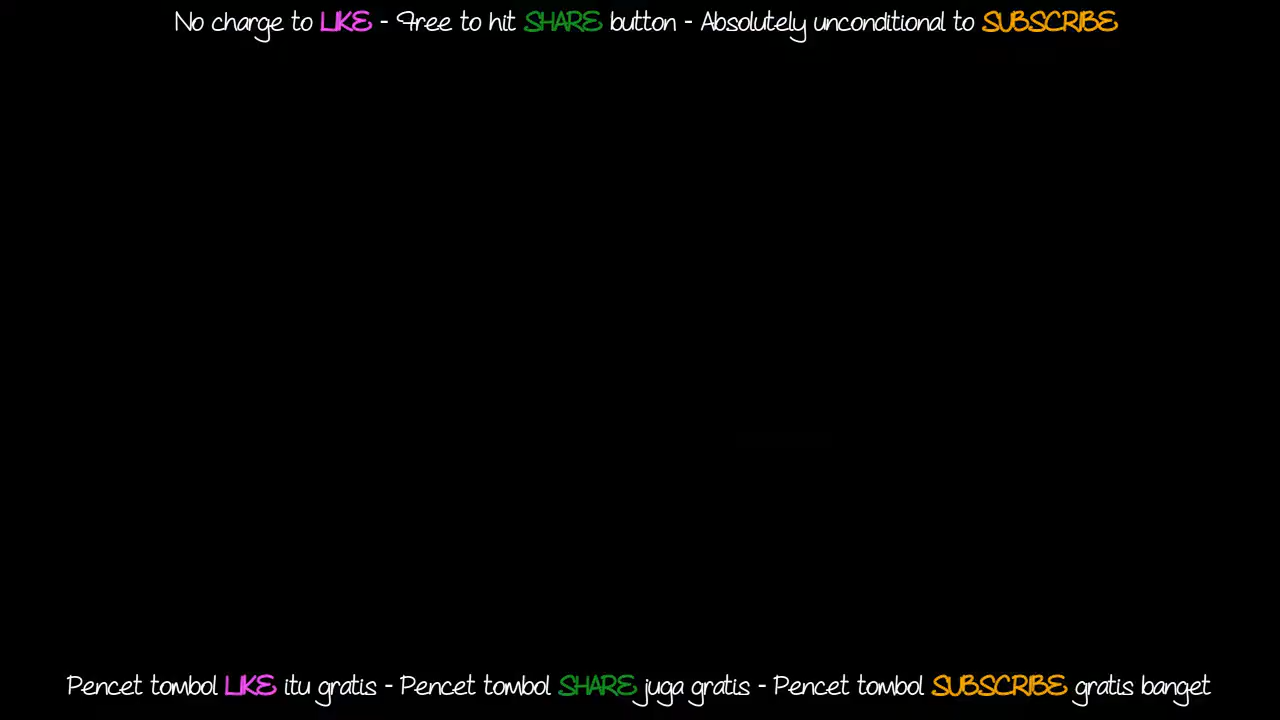 No charge to LIKE - Free to hit SHARE button - Absolutely unconditional to SUBSCRIBE
Pencet tombol LIKE itu gratis - Pencet tombol SHARE juga gratis - Pencet tombol SUBSCRIBE gratis banget